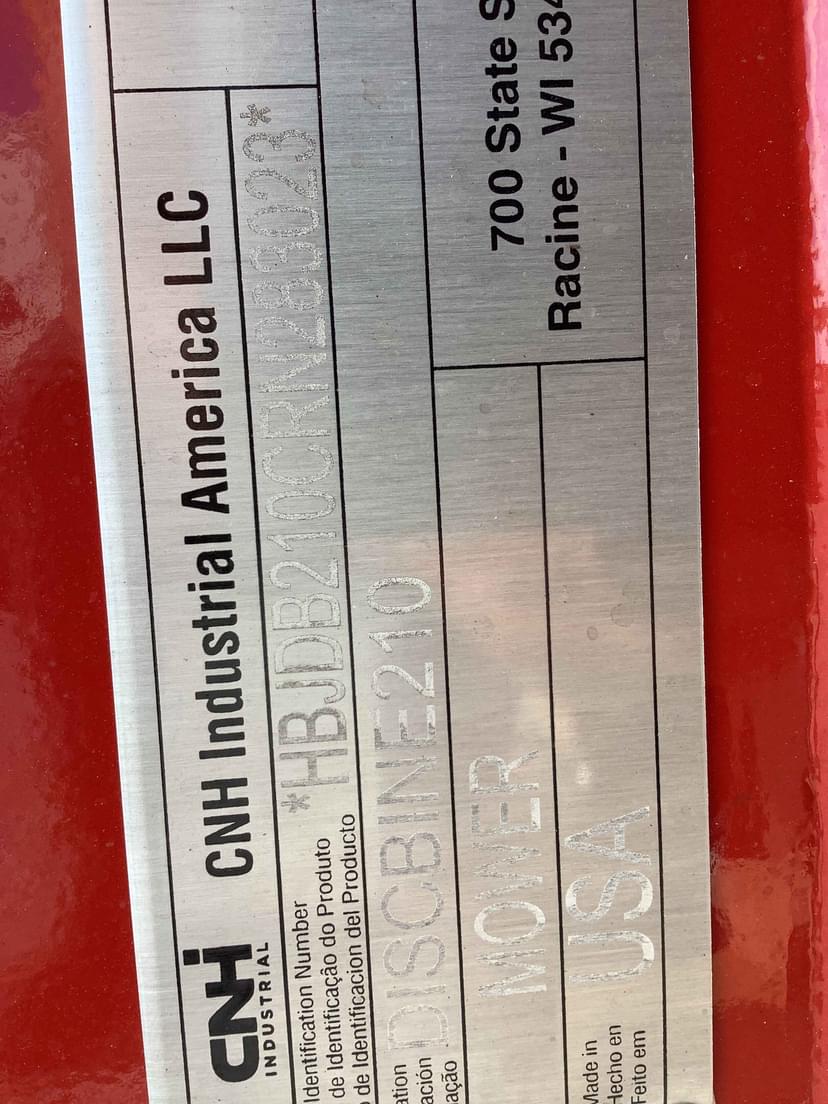 CNH INDUSTRIAL
CNH Industrial America LLC
Identification Number
de Identificação do Produto
de Identificacion del Producto
*HBJDB210CRN283023*
ation
ación
ação
DISCBINE210
MOWER
700 State S
Racine - WI 534
Made in
Hecho en
Feito em
USA